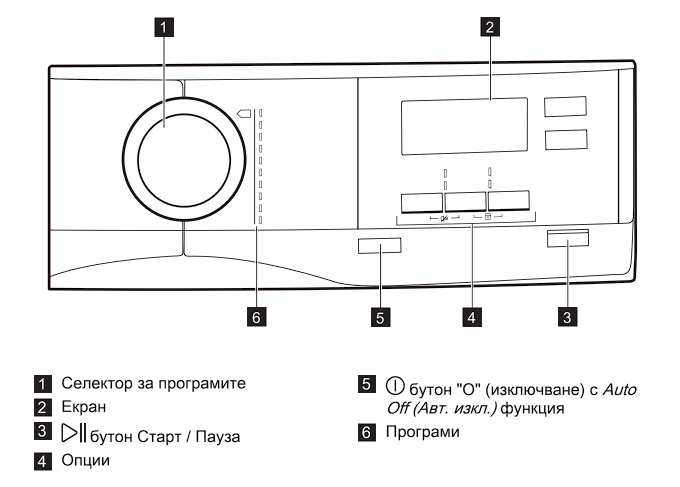 1
2
6
5
4
3
1 Селектор за програмите
2 Екран
3 бутон Старт / Пауза
4 Опции
5 бутон "O" (изключване) с Auto
Off (Авт. изкл.) функция
6 Програми